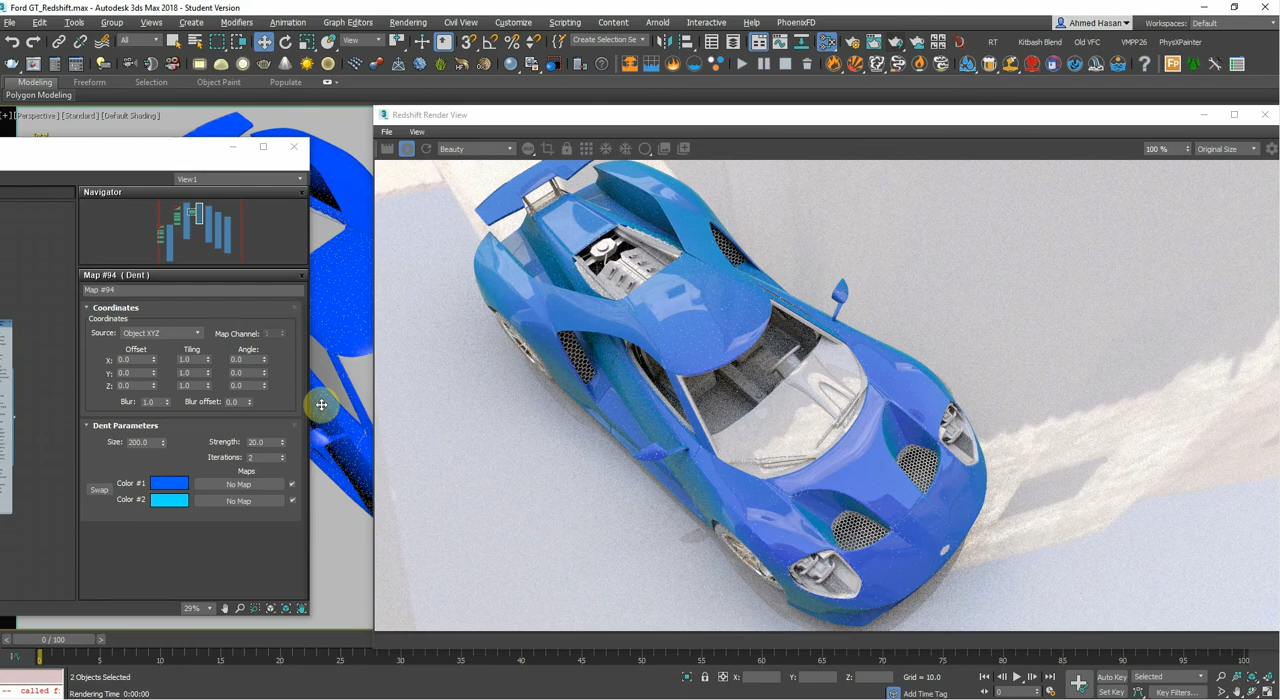 Ford GT_Redshift.max - Autodesk 3ds Max 2018 - Student Version
File Edit Tools Group Views Create Modifiers Animation Graph Editors Rendering Civil View Customize Scripting Content Arnold Interactive Help PhoenixFD
Ahmed Hasan Workspaces: Default
All View Create Selection Se RT Kitbash Blend Old VFC VMPP26 PhysXPainter
Modeling Freeform Selection Object Paint Populate
Polygon Modeling
[+] [Perspective ] [Standard ] [Default Shading ]
Total
Redshift Render View
File View
Beauty 100 % Original Size
View1
Navigator
Map #94 ( Dent )
Map #94
Coordinates
Coordinates
Source: Object XYZ Map Channel: 1
Offset Tiling Angle:
X: 0.0 1.0 0.0
Y: 0.0 1.0 0.0
Z: 0.0 1.0 0.0
Blur: 1.0 Blur offset: 0.0
Dent Parameters
Size: 200.0 Strength: 20.0
Iterations: 2
Maps
Swap
Color #1 No Map
Color #2 No Map
29%
0 / 100
0 5 10 15 20 25 30 35 40 45 50 55 60 65 70 75 80 85 90 95 100
2 Objects Selected X: Y: Z: Grid = 10.0 Auto Key Selected
-- called f: Rendering Time 0:00:00 Add Time Tag 0 Set Key Key Filters...